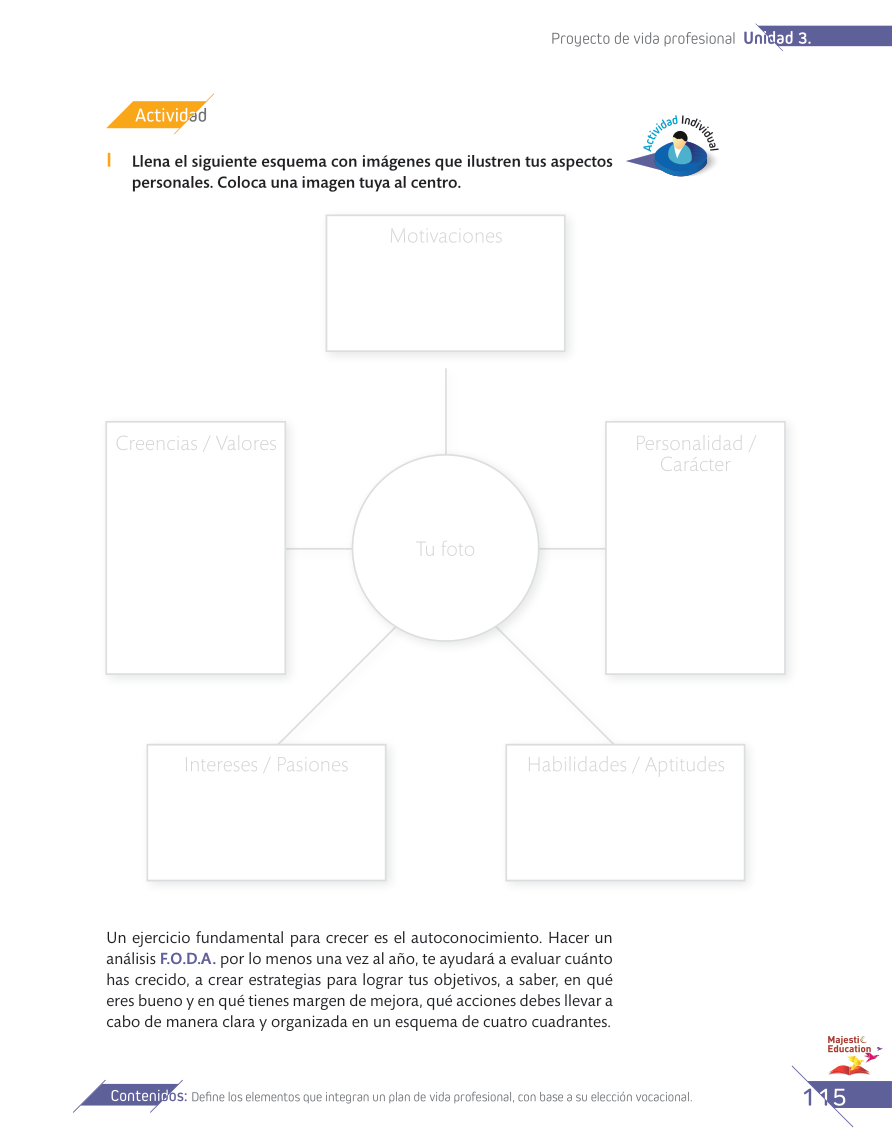 Proyecto de vida profesional Unidad 3.
Actividad
Actividad Individual
1 Llena el siguiente esquema con imágenes que ilustren tus aspectos
personales. Coloca una imagen tuya al centro.
Motivaciones
Creencias / Valores
Personalidad /
Carácter
Tu foto
Intereses / Pasiones
Habilidades / Aptitudes
Un ejercicio fundamental para crecer es el autoconocimiento. Hacer un
análisis F.O.D.A. por lo menos una vez al año, te ayudará a evaluar cuánto
has crecido, a crear estrategias para lograr tus objetivos, a saber, en qué
eres bueno y en qué tienes margen de mejora, qué acciones debes llevar a
cabo de manera clara y organizada en un esquema de cuatro cuadrantes.
Majestic
Education
Contenidos: Define los elementos que integran un plan de vida profesional, con base a su elección vocacional.
115